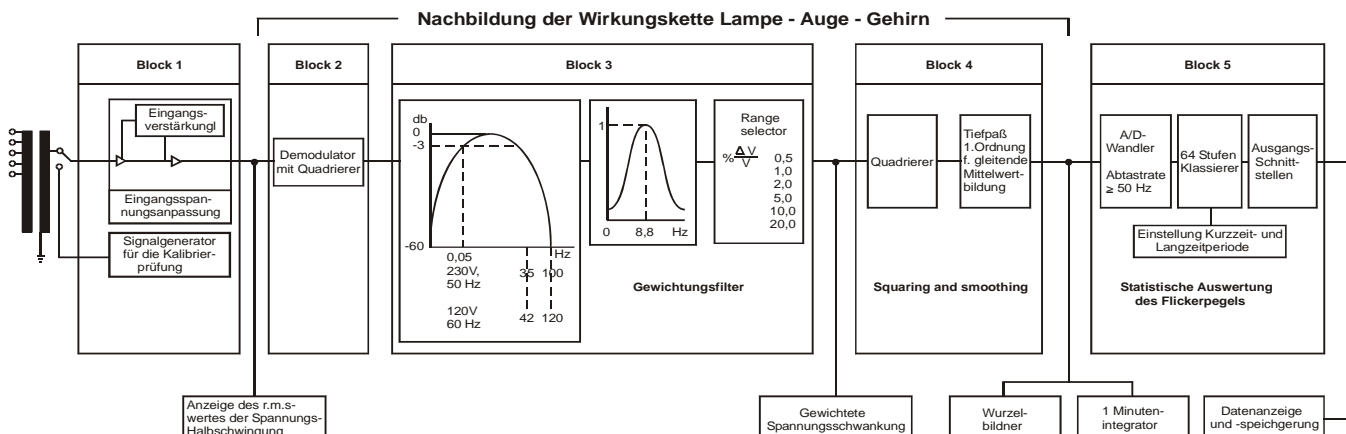 Nachbildung der Wirkungskette Lampe - Auge - Gehirn
Block 1
Eingangs-
verstärkungl
Eingangsspan-
nungsanpassung
Signalgenerator
für die Kalibrier-
prüfung
Block 2
Demodulator
mit Quadrierer
Block 3
db
0
-3
-60
Hz
0,05
230V,
50 Hz
35 100
120V
60 Hz
42 120
1
0 8,8 Hz
Range
selector
% ΔV
V
0,5
1,0
2,0
5,0
10,0
20,0
Gewichtungsfilter
Block 4
Quadrierer
Tiefpaß
1.Ordnung
f. gleitende
Mittelwert-
bildung
Squaring and smoothing
Block 5
A/D-
Wandler
Abtastrate
≥ 50 Hz
64 Stufen
Klassierer
Ausgangs-
Schnitt-
stellen
Einstellung Kurzzeit- und
Langzeitperiode
Statistische Auswertung
des Flickerpegels
Anzeige des r.m.s-
wertes der Spannungs-
Halbschwingung
Gewichtete
Spannungsschwankung
Wurzel-
bildner
1 Minuten-
integrator
Datenanzeige
und -speichgerung